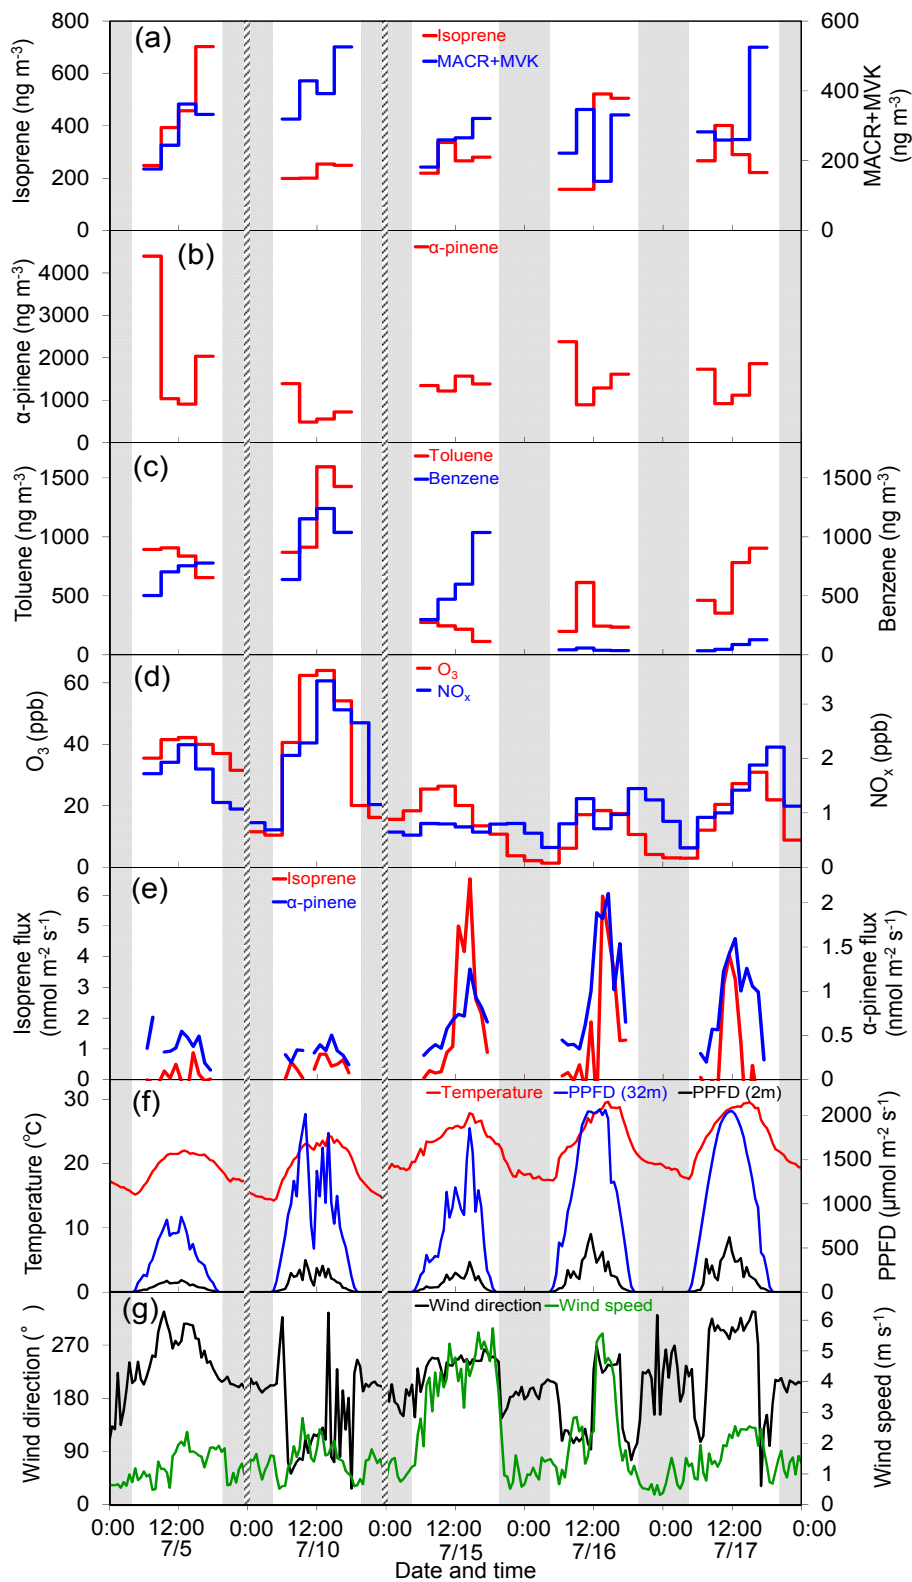 (a)
Isoprene
MACR+MVK
Isoprene (ng m-3)
800
600
400
200
0
MACR+MVK
(ng m-3)
600
400
200
0
(b)
α-pinene
α-pinene (ng m-3)
4000
3000
2000
1000
0
(c)
Toluene
Benzene
Toluene (ng m-3)
1500
1000
500
0
Benzene (ng m-3)
1500
1000
500
0
(d)
O3
NOx
O3 (ppb)
60
40
20
0
NOx (ppb)
3
2
1
0
(e)
Isoprene
α-pinene
Isoprene flux
(nmol m-2 s-1)
6
5
4
3
2
1
0
α-pinene flux
(nmol m-2 s-1)
2
1.5
1
0.5
0
(f)
Temperature
PPFD (32m)
PPFD (2m)
Temperature (°C)
30
20
10
0
PPFD (μmol m-2 s-1)
2000
1500
1000
500
0
(g)
Wind direction
Wind speed
Wind direction (°)
270
180
90
0
Wind speed (m s-1)
6
5
4
3
2
1
0
0:00 12:00 0:00 12:00 0:00 12:00 0:00 12:00 0:00 12:00 0:00
7/5 7/10 7/15 7/16 7/17
Date and time